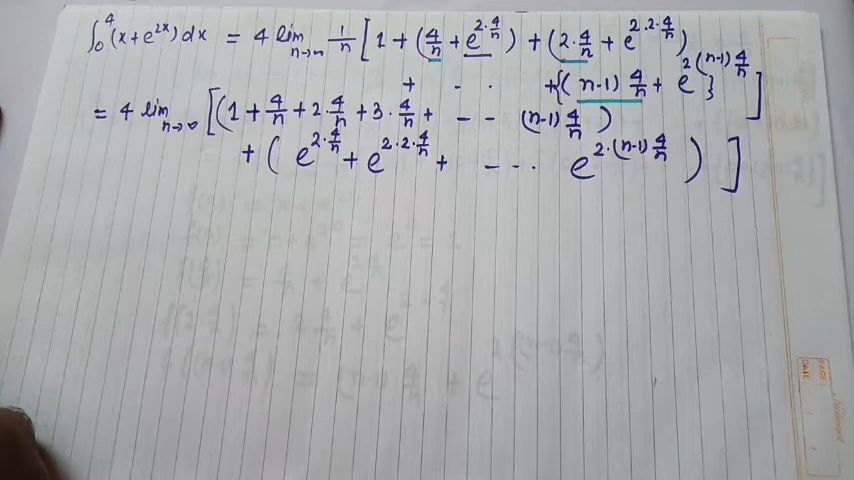 ∫₀⁴ (x+e^{2x}) dx = 4 lim_{n→∞} 1/n [ 1 + (4/n + e^{2·4/n}) + (2·4/n + e^{2·2·4/n})
+ - · · +{(n-1) 4/n + e^{2(n-1)4/n}} ]
= 4 lim_{n→∞} [(1 + 4/n + 2·4/n + 3·4/n + - - (n-1) 4/n )
+ ( e^{2·4/n} + e^{2·2·4/n} + - - · · e^{2·(n-1)4/n} ) ]
PAGE:
DATE: